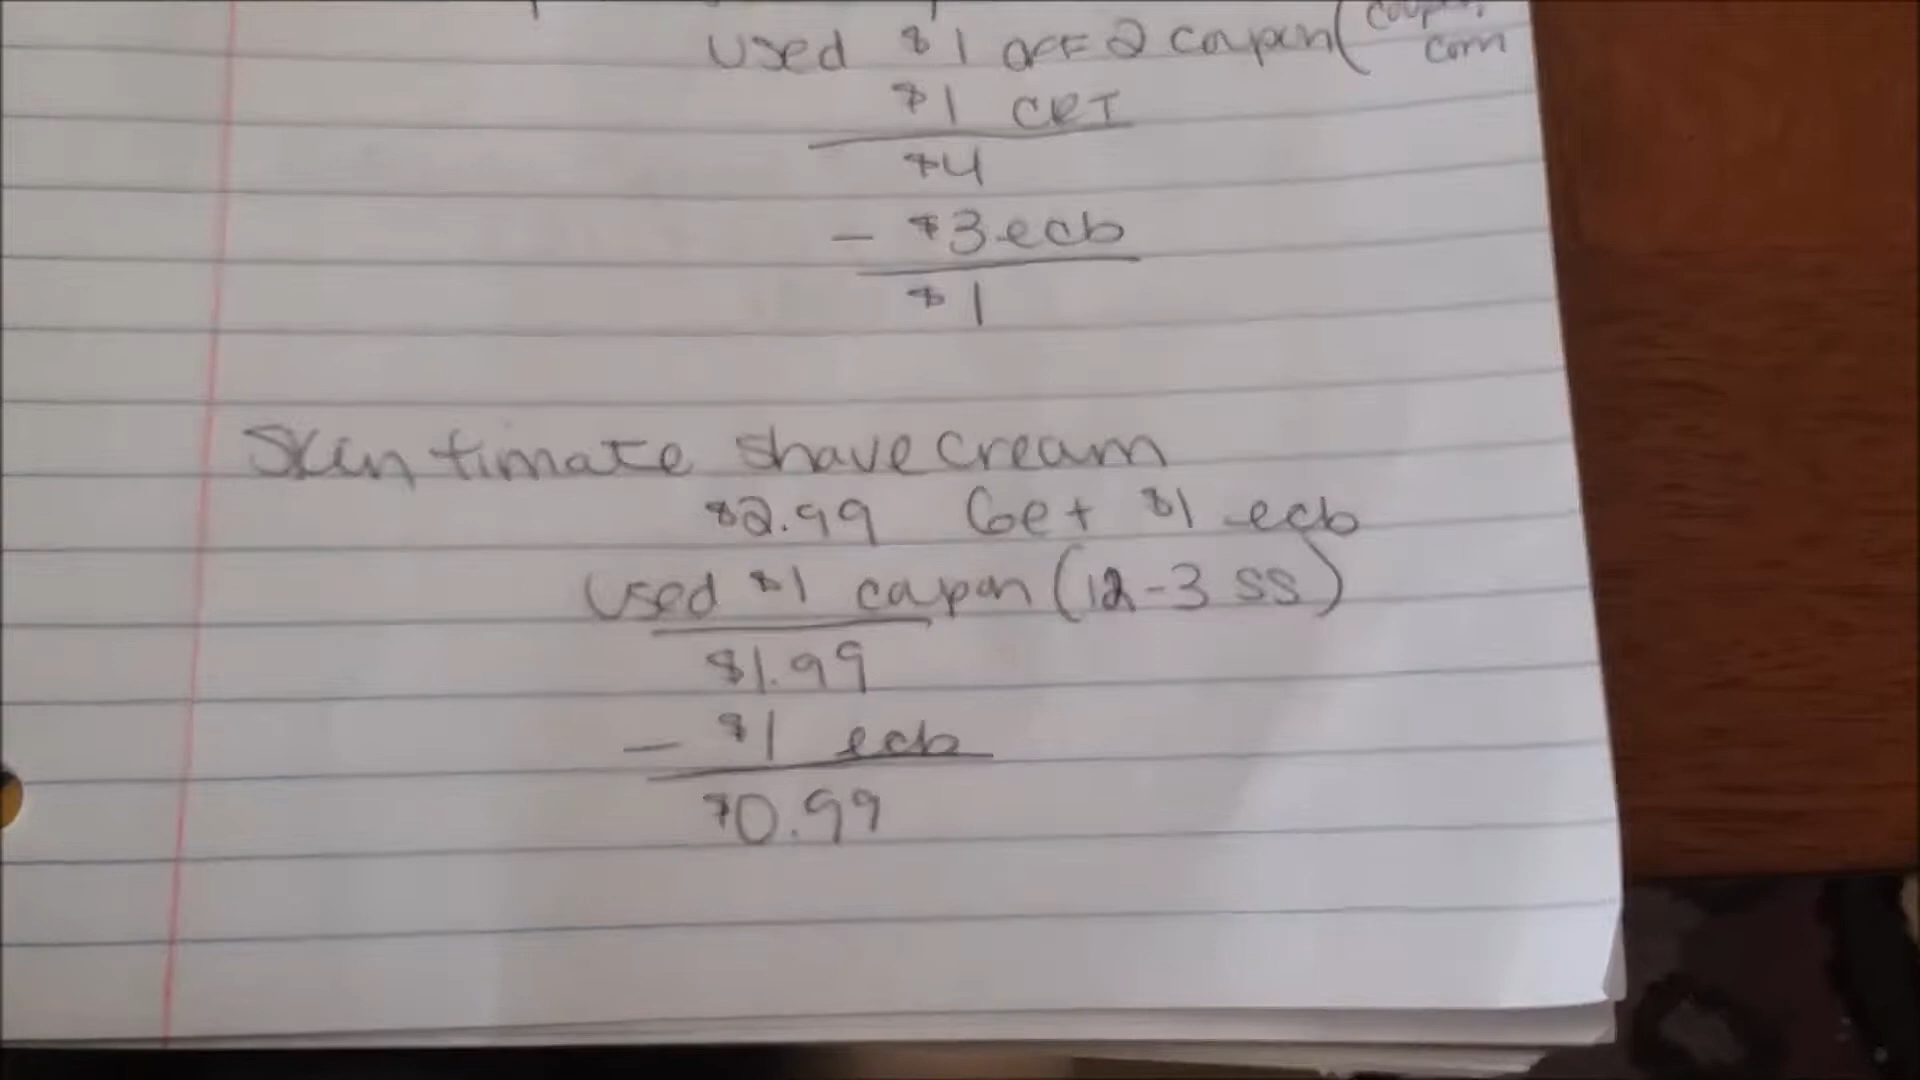 used $1 off 2 coupon (coupon.com
$1 CRT
$4
- $3 ecb
$1
Skintimate shave cream
$2.99 Get $1 ecb
used $1 coupon (12-3 SS)
$1.99
- $1 ecb
$0.99